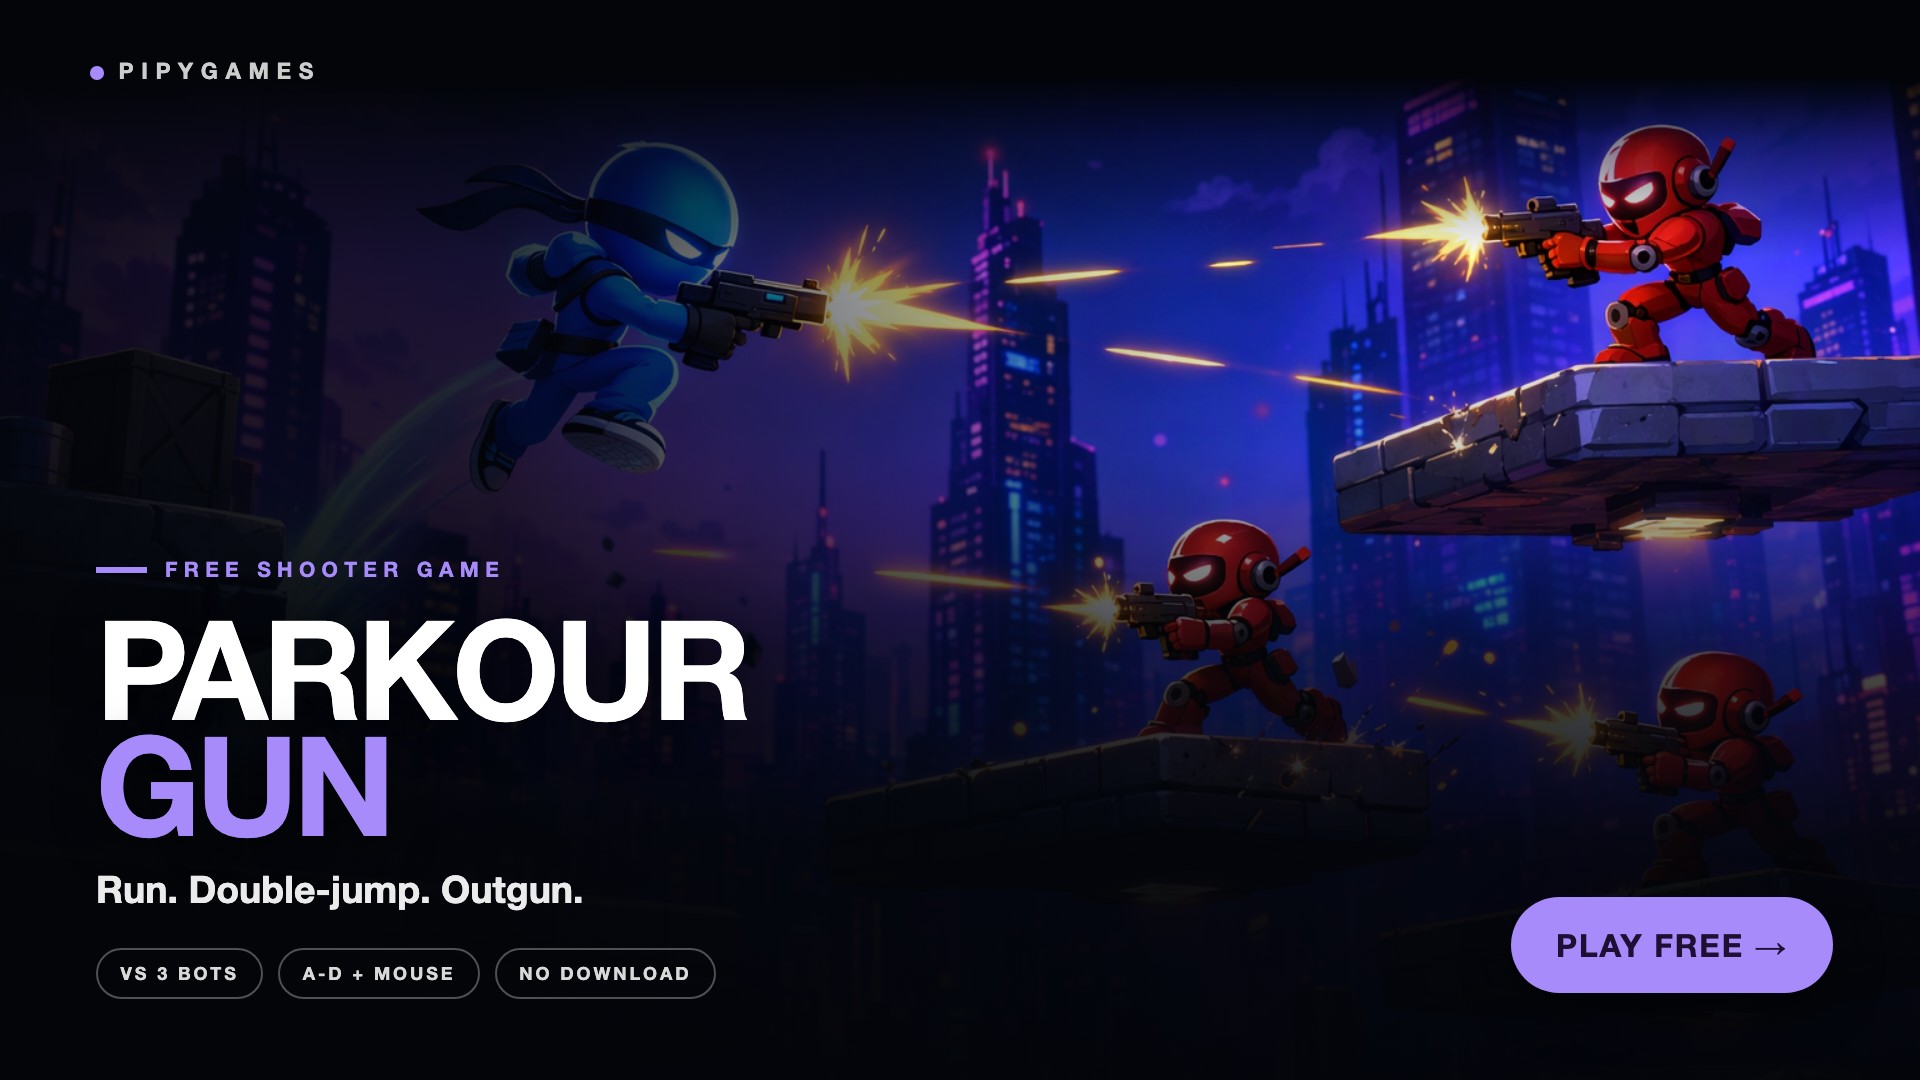 PIPYGAMES
FREE SHOOTER GAME
PARKOUR
GUN
Run. Double-jump. Outgun.
VS 3 BOTS
A-D + MOUSE
NO DOWNLOAD
PLAY FREE →